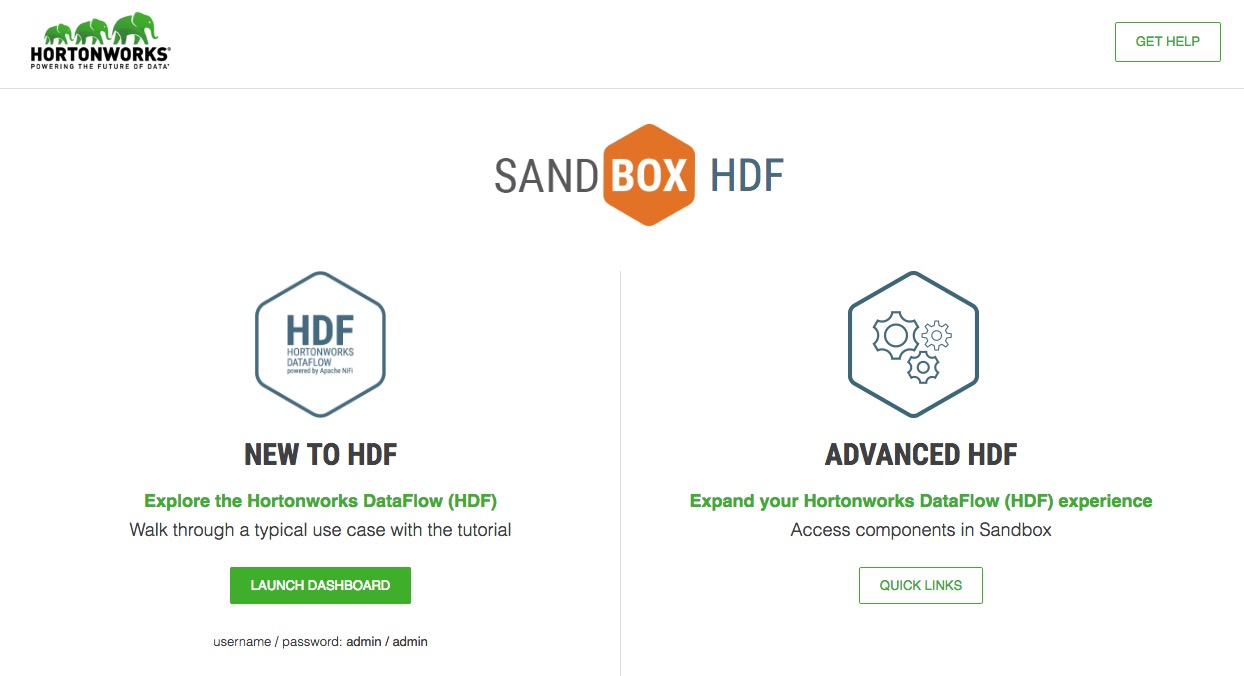 HORTONWORKS®
POWERING THE FUTURE OF DATA®
GET HELP
SANDBOX HDF
HDF
HORTONWORKS
DATAFLOW
powered by Apache NiFi
NEW TO HDF
Explore the Hortonworks DataFlow (HDF)
Walk through a typical use case with the tutorial
LAUNCH DASHBOARD
username / password: admin / admin
ADVANCED HDF
Expand your Hortonworks DataFlow (HDF) experience
Access components in Sandbox
QUICK LINKS